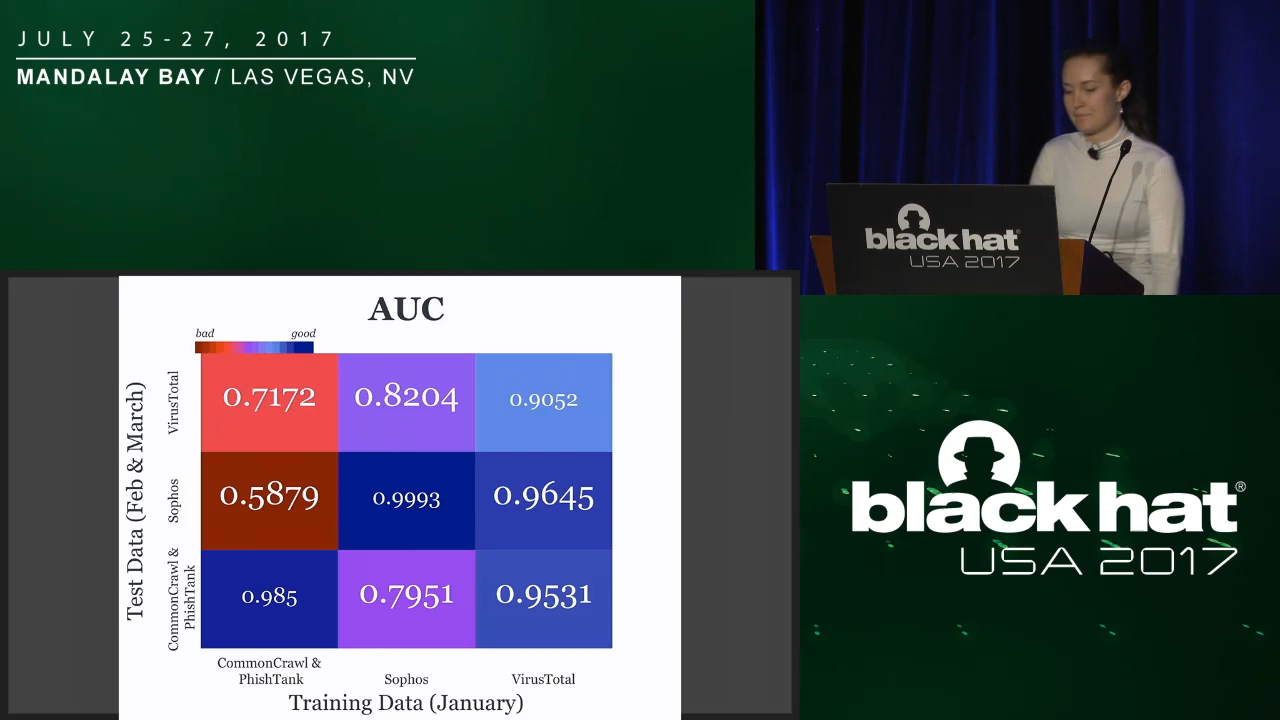 JULY 25-27, 2017
MANDALAY BAY / LAS VEGAS, NV
black hat®
USA 2017
AUC
bad
good
Test Data (Feb & March)
VirusTotal
0.7172
0.8204
0.9052
Sophos
0.5879
0.9993
0.9645
CommonCrawl &
PhishTank
0.985
0.7951
0.9531
CommonCrawl &
PhishTank
Sophos
VirusTotal
Training Data (January)
black hat®
USA 2017